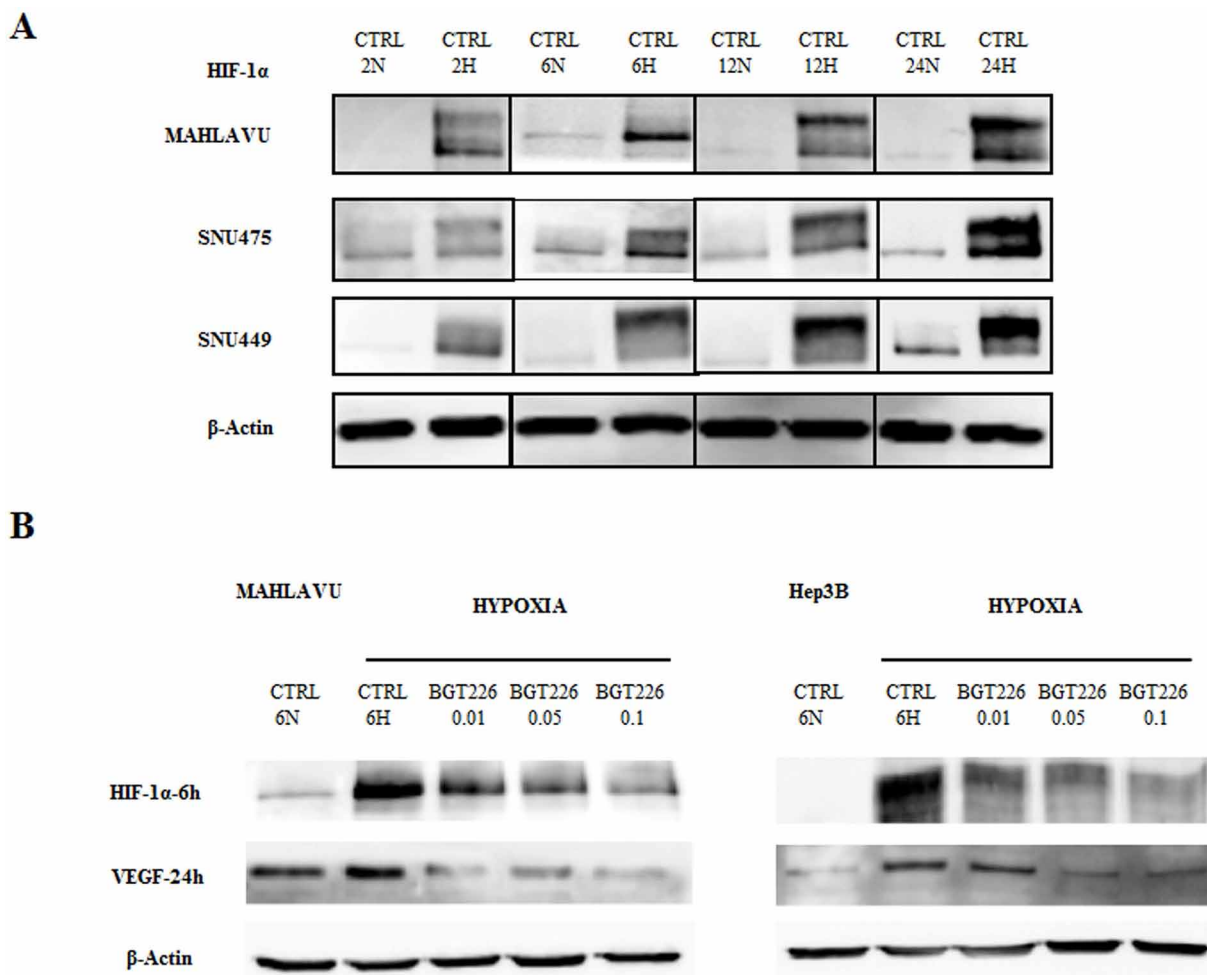 A
CTRL CTRL CTRL CTRL CTRL CTRL CTRL CTRL
2N 2H 6N 6H 12N 12H 24N 24H
HIF-1α
MAHLAVU
SNU475
SNU449
β-Actin
B
MAHLAVU Hep3B
HYPOXIA HYPOXIA
CTRL CTRL BGT226 BGT226 BGT226 CTRL CTRL BGT226 BGT226 BGT226
6N 6H 0.01 0.05 0.1 6N 6H 0.01 0.05 0.1
HIF-1α-6h
VEGF-24h
β-Actin